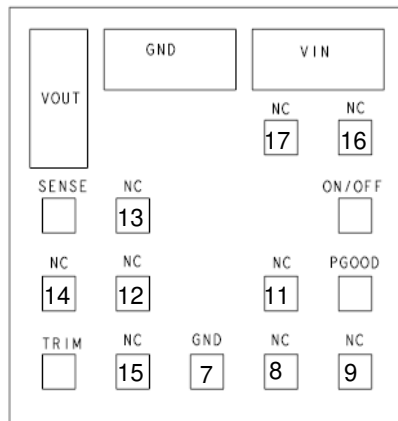 GND VIN
VOUT
NC NC
17 16
SENSE NC ON/OFF
13
NC NC NC PGOOD
14 12 11
TRIM NC GND NC NC
15 7 8 9